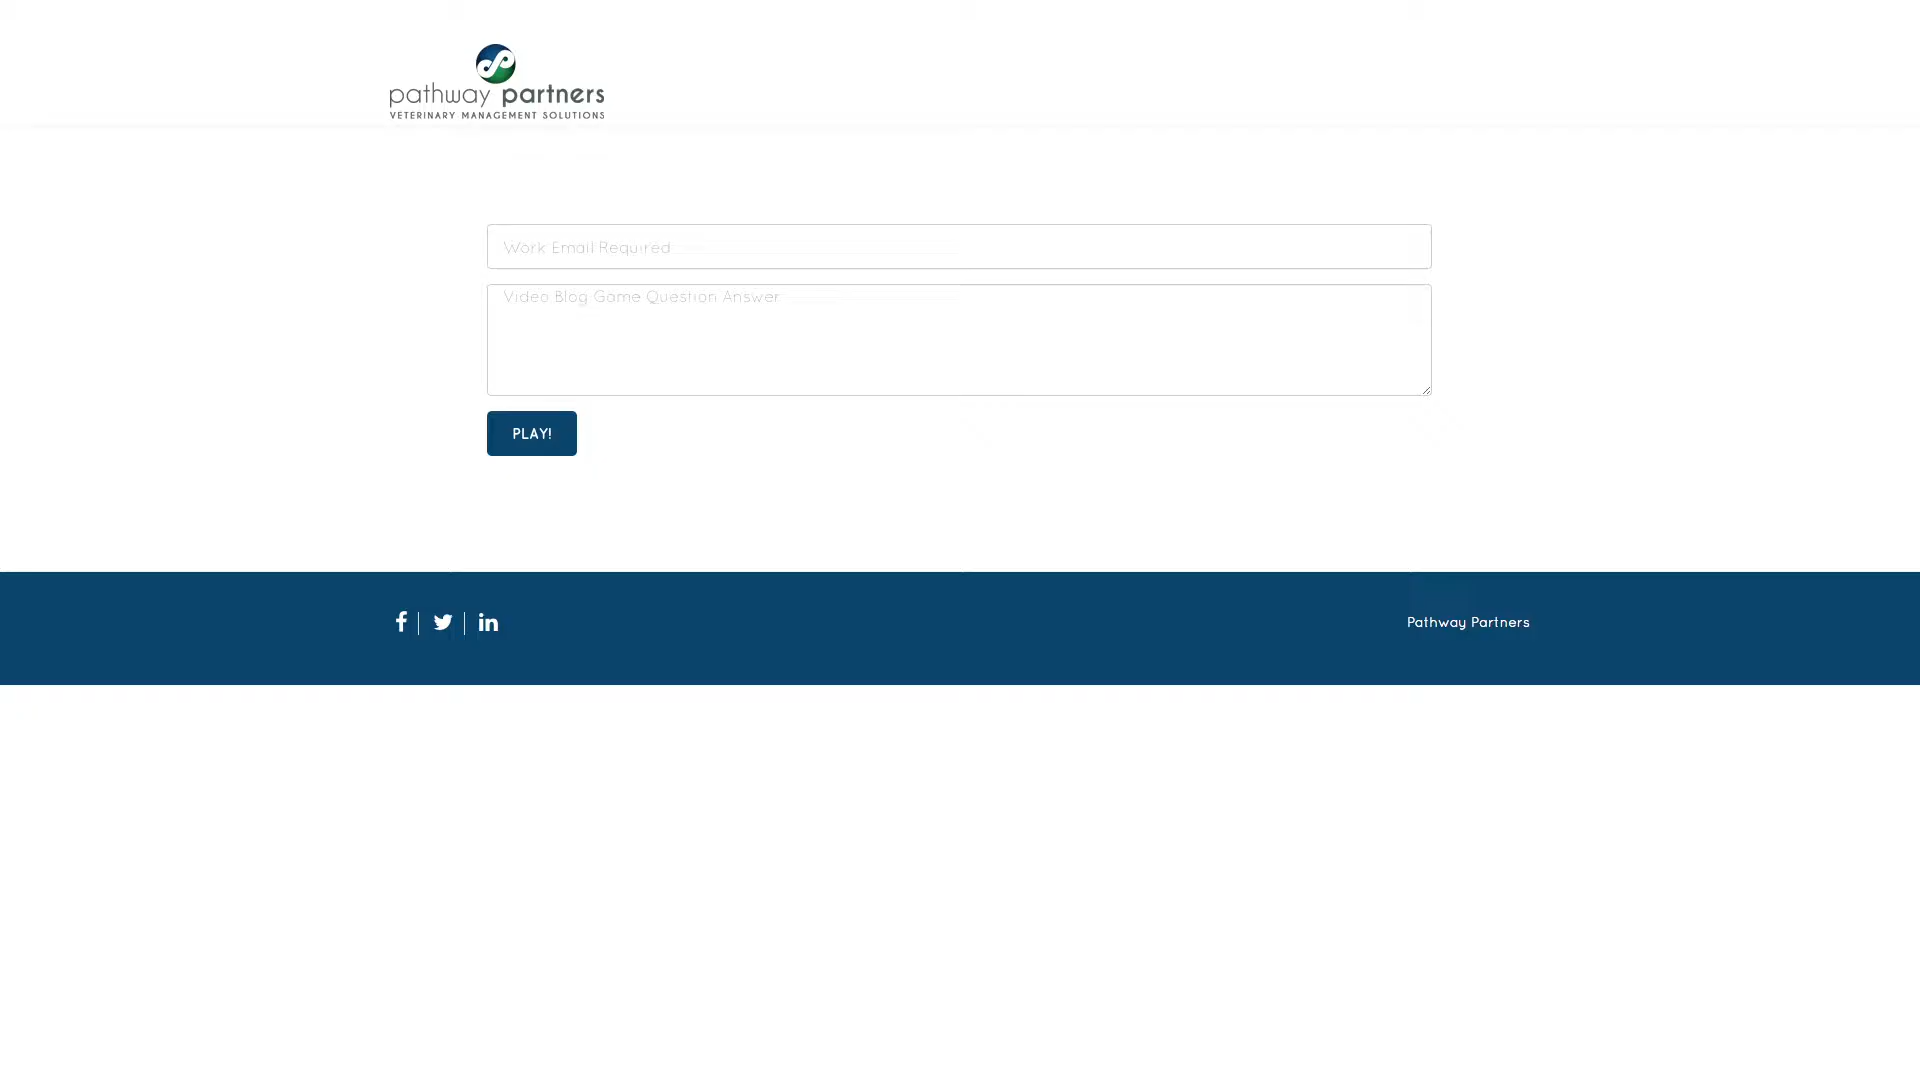 pathway partners
VETERINARY MANAGEMENT SOLUTIONS
Work Email Required
Video Blog Game Question Answer
PLAY!
Pathway Partners